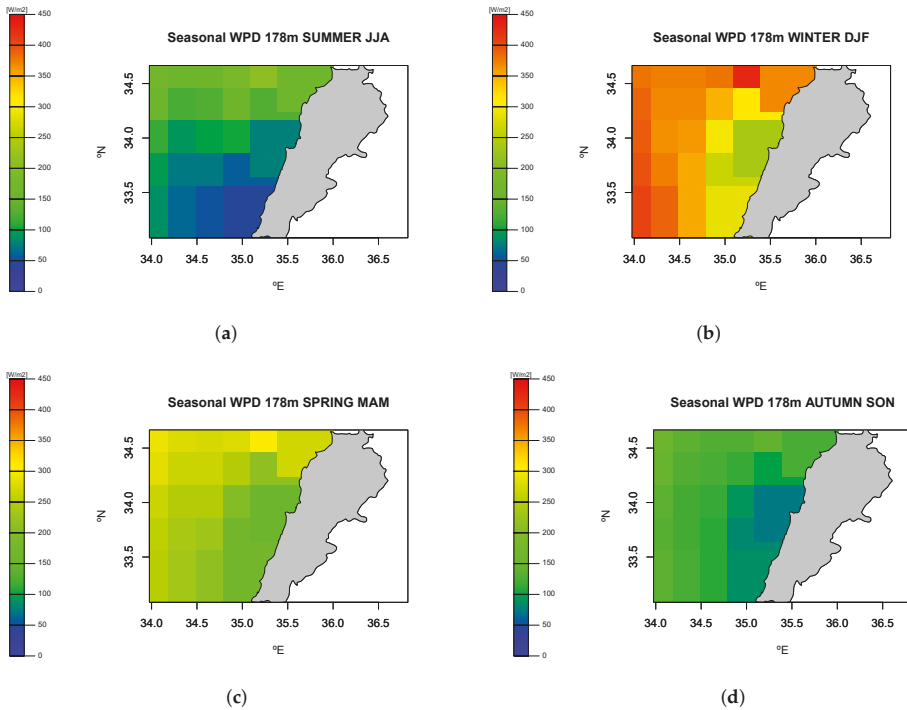 [W/m2]
450
400
350
300
250
200
150
100
50
0
Seasonal WPD 178m SUMMER JJA
34.5
34.0
33.5
ºN
34.0 34.5 35.0 35.5 36.0 36.5
ºE
(a)
[W/m2]
450
400
350
300
250
200
150
100
50
0
Seasonal WPD 178m WINTER DJF
34.5
34.0
33.5
ºN
34.0 34.5 35.0 35.5 36.0 36.5
ºE
(b)
[W/m2]
450
400
350
300
250
200
150
100
50
0
Seasonal WPD 178m SPRING MAM
34.5
34.0
33.5
ºN
34.0 34.5 35.0 35.5 36.0 36.5
ºE
(c)
[W/m2]
450
400
350
300
250
200
150
100
50
0
Seasonal WPD 178m AUTUMN SON
34.5
34.0
33.5
ºN
34.0 34.5 35.0 35.5 36.0 36.5
ºE
(d)